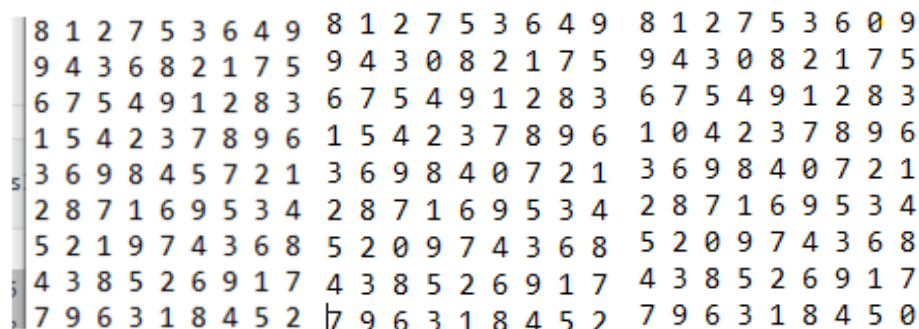 8 1 2 7 5 3 6 4 9 8 1 2 7 5 3 6 4 9 8 1 2 7 5 3 6 0 9
9 4 3 6 8 2 1 7 5 9 4 3 0 8 2 1 7 5 9 4 3 0 8 2 1 7 5
6 7 5 4 9 1 2 8 3 6 7 5 4 9 1 2 8 3 6 7 5 4 9 1 2 8 3
1 5 4 2 3 7 8 9 6 1 5 4 2 3 7 8 9 6 1 0 4 2 3 7 8 9 6
3 6 9 8 4 5 7 2 1 3 6 9 8 4 0 7 2 1 3 6 9 8 4 0 7 2 1
2 8 7 1 6 9 5 3 4 2 8 7 1 6 9 5 3 4 2 8 7 1 6 9 5 3 4
5 2 1 9 7 4 3 6 8 5 2 0 9 7 4 3 6 8 5 2 0 9 7 4 3 6 8
4 3 8 5 2 6 9 1 7 4 3 8 5 2 6 9 1 7 4 3 8 5 2 6 9 1 7
7 9 6 3 1 8 4 5 2 7 9 6 3 1 8 4 5 2 7 9 6 3 1 8 4 5 0